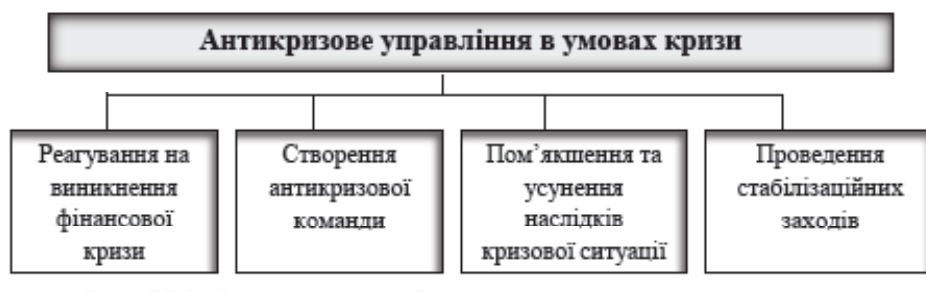 Антикризове управління в умовах кризи
Реагування на
виникнення
фінансової
кризи
Створення
антикризової
команди
Пом’якшення та
усунення
наслідків
кризової ситуації
Проведення
стабілізаційних
заходів